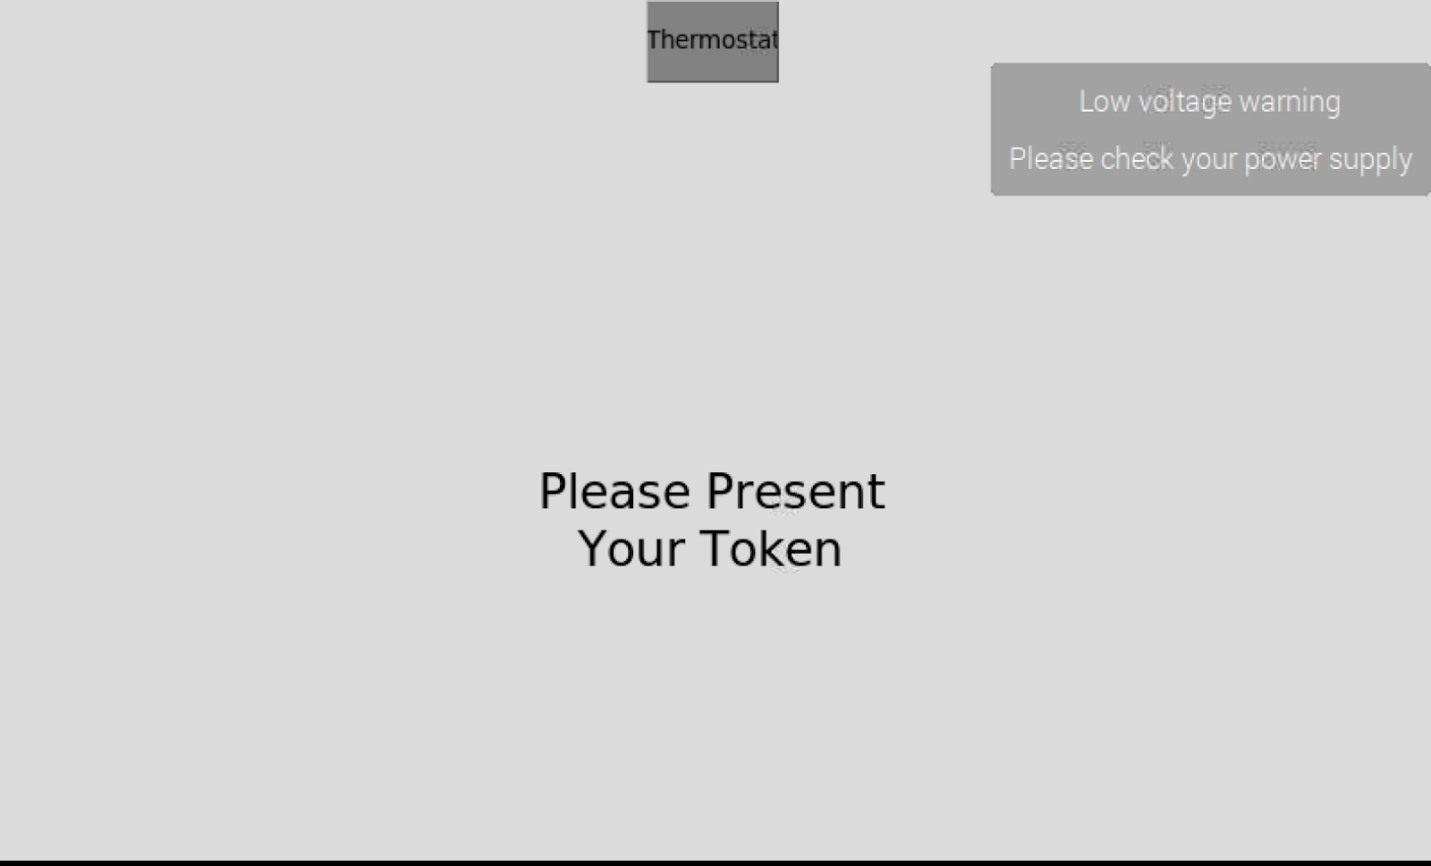 Thermostat
Low voltage warning
Please check your power supply
Please Present
Your Token